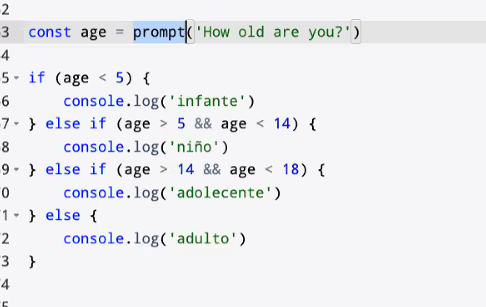 2
3 const age = prompt('How old are you?')
4
5 if (age < 5) {
6     console.log('infante')
7 } else if (age > 5 && age < 14) {
8     console.log('niño')
9 } else if (age > 14 && age < 18) {
0     console.log('adolecente')
1 } else {
2     console.log('adulto')
3 }
4